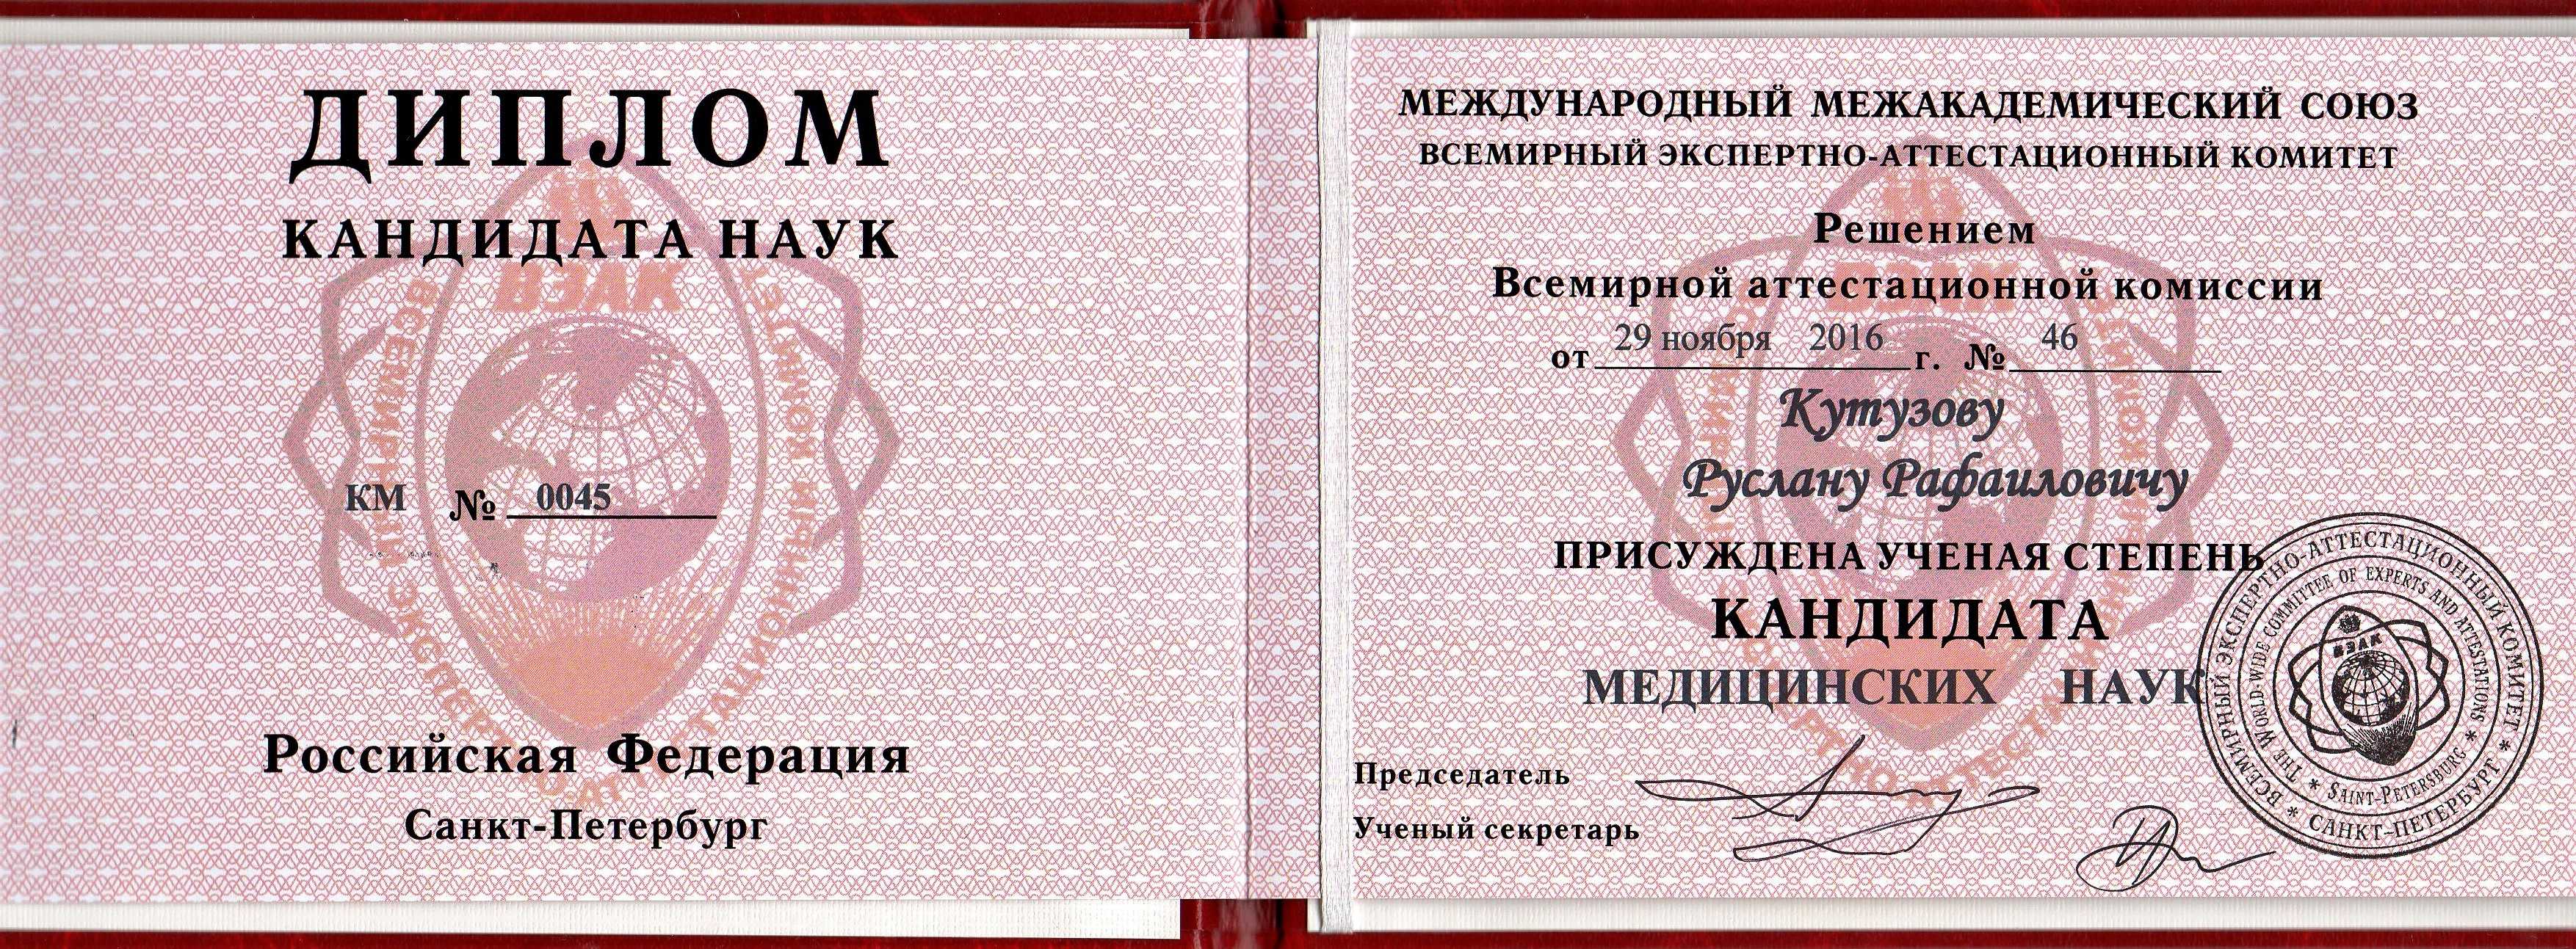 ДИПЛОМ
КАНДИДАТА НАУК
ВЭАК
КМ № 0045
Российская Федерация
Санкт-Петербург
МЕЖДУНАРОДНЫЙ МЕЖАКАДЕМИЧЕСКИЙ СОЮЗ
ВСЕМИРНЫЙ ЭКСПЕРТНО-АТТЕСТАЦИОННЫЙ КОМИТЕТ
Решением
Всемирной аттестационной комиссии
от 29 ноября 2016 г. № 46
Кутузову
Руслану Рафаиловичу
ПРИСУЖДЕНА УЧЕНАЯ СТЕПЕНЬ
КАНДИДАТА
МЕДИЦИНСКИХ НАУК
Председатель
Ученый секретарь
ВСЕМИРНЫЙ ЭКСПЕРТНО-АТТЕСТАЦИОННЫЙ КОМИТЕТ * САНКТ-ПЕТЕРБУРГ *
THE WORLD-WIDE COMMITTEE OF EXPERTS AND ATTESTATIONS * SAINT-PETERSBURG *
ВЭАК